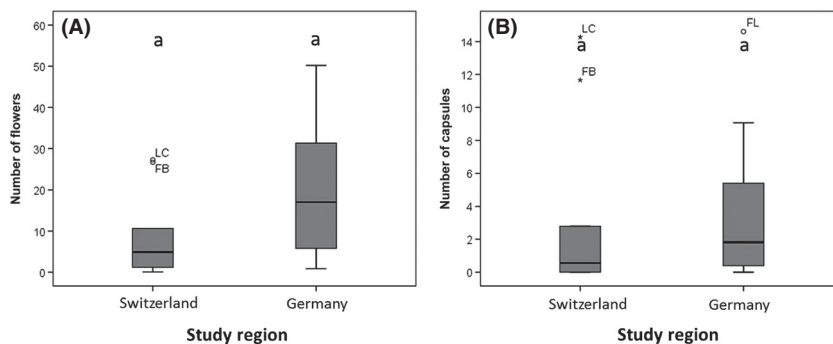 (A)
a
a
LC
FB
Number of flowers
60
50
40
30
20
10
0
Switzerland
Germany
Study region
(B)
LC
a
FB
FL
a
Number of capsules
14
12
10
8
6
4
2
0
Switzerland
Germany
Study region